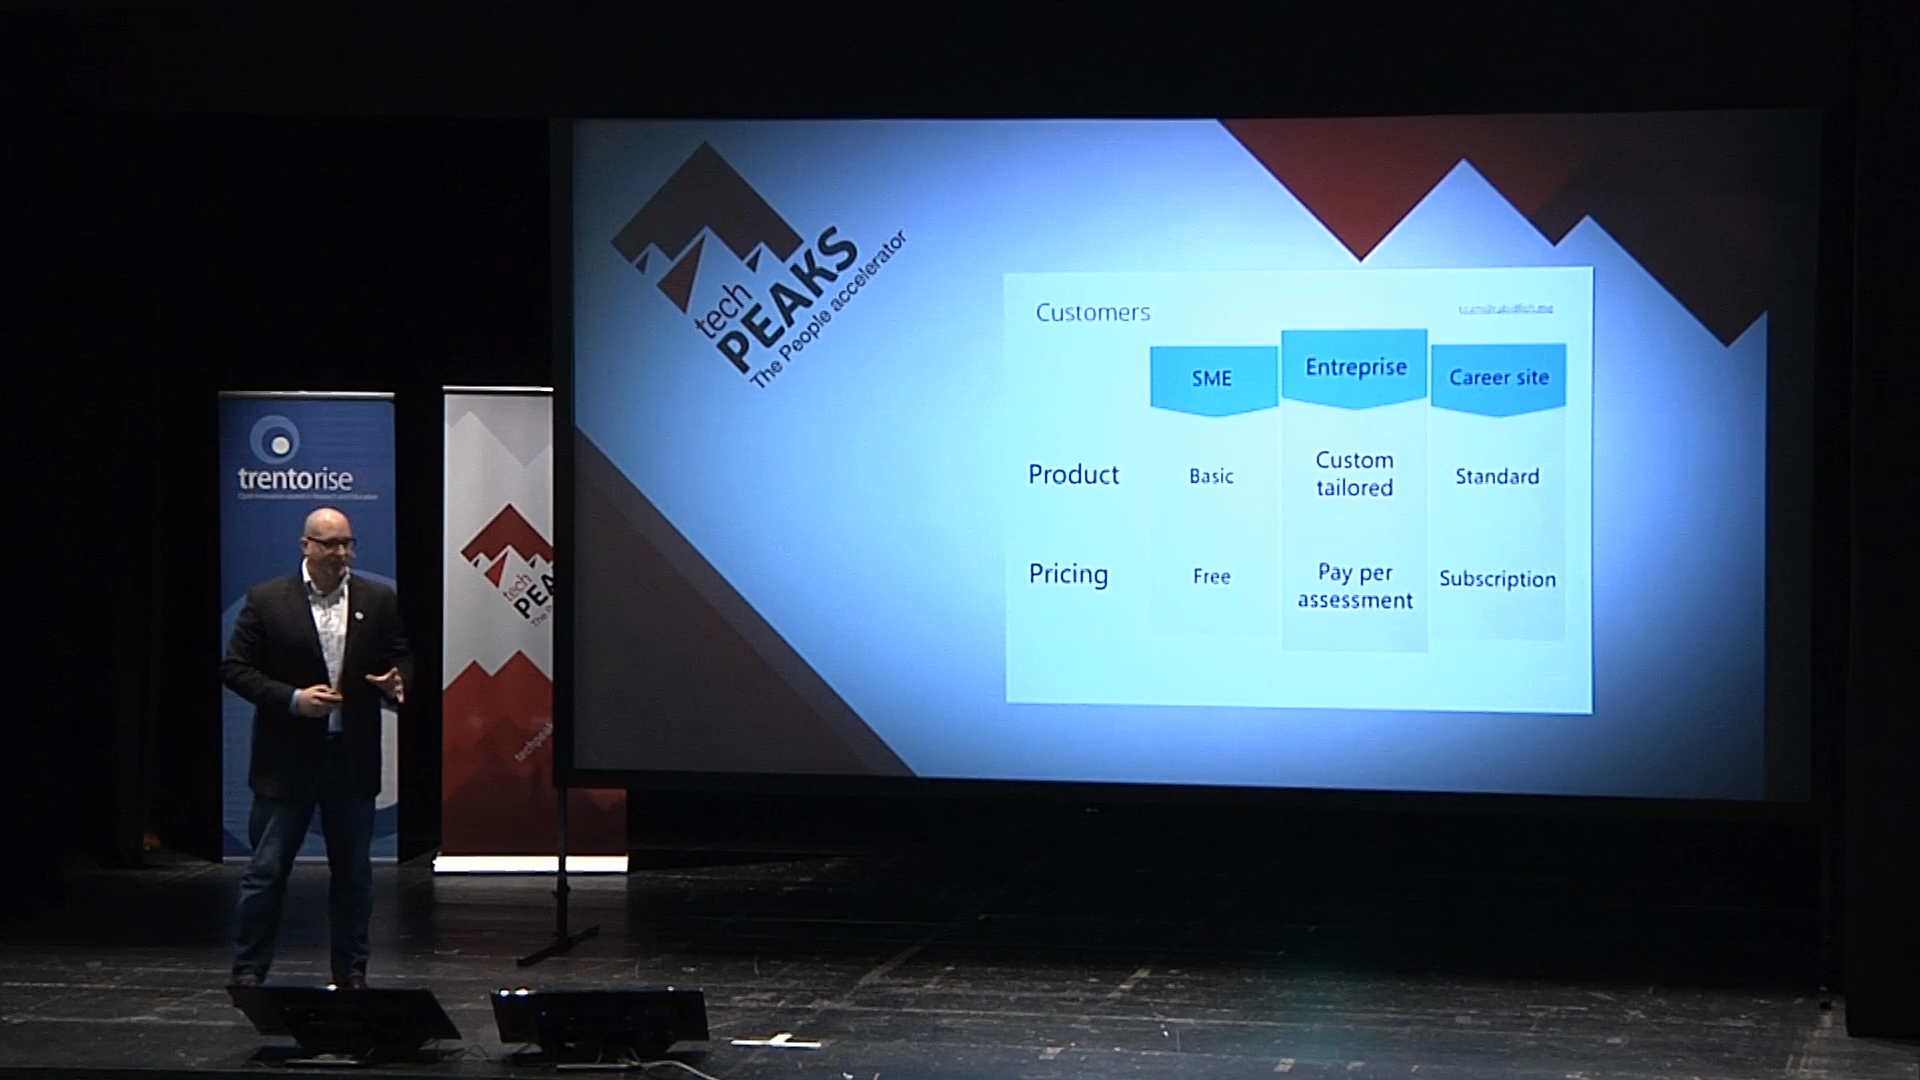 tech
PEAKS
The People accelerator
Customers
SME
Entreprise
Career site
Product
Basic
Custom
tailored
Standard
Pricing
Free
Pay per
assessment
Subscription
trentorise
tech
PEA